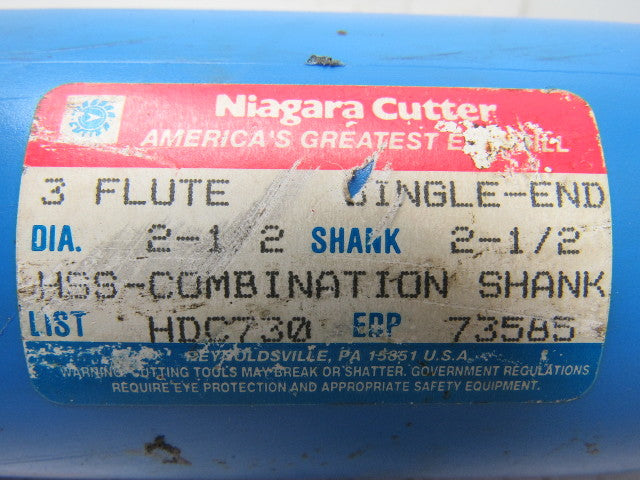 Niagara Cutter
AMERICA'S GREATEST END MILL
3 FLUTE SINGLE-END
DIA. 2-1 2 SHANK 2-1/2
HSS-COMBINATION SHANK
LIST HDC730 EDP 73585
REYNOLDSVILLE, PA 15851 U.S.A.
WARNING: CUTTING TOOLS MAY BREAK OR SHATTER. GOVERNMENT REGULATIONS
REQUIRE EYE PROTECTION AND APPROPRIATE SAFETY EQUIPMENT.